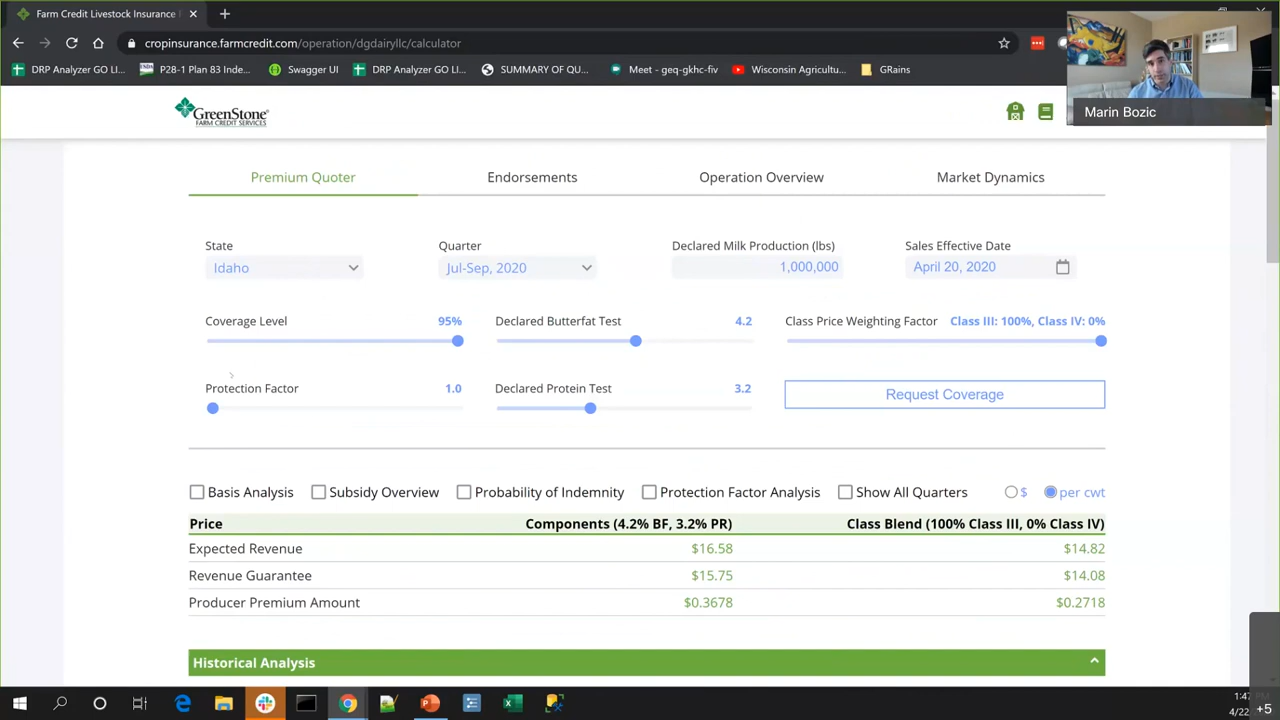 Farm Credit Livestock Insurance
cropinsurance.farmcredit.com/operation/dgdairyllc/calculator
DRP Analyzer GO LI... P28-1 Plan 83 Inde... Swagger UI DRP Analyzer GO LI... SUMMARY OF QU... Meet - geq-gkhc-fiv Wisconsin Agricultu... GRains
Marin Bozic
GreenStone
FARM CREDIT SERVICES
Premium Quoter Endorsements Operation Overview Market Dynamics
State Quarter Declared Milk Production (lbs) Sales Effective Date
Idaho Jul-Sep, 2020 1,000,000 April 20, 2020
Coverage Level 95% Declared Butterfat Test 4.2 Class Price Weighting Factor Class III: 100%, Class IV: 0%
Protection Factor 1.0 Declared Protein Test 3.2 Request Coverage
Basis Analysis Subsidy Overview Probability of Indemnity Protection Factor Analysis Show All Quarters $ per cwt
Price Components (4.2% BF, 3.2% PR) Class Blend (100% Class III, 0% Class IV)
Expected Revenue $16.58 $14.82
Revenue Guarantee $15.75 $14.08
Producer Premium Amount $0.3678 $0.2718
Historical Analysis
1:47
4/22
+5